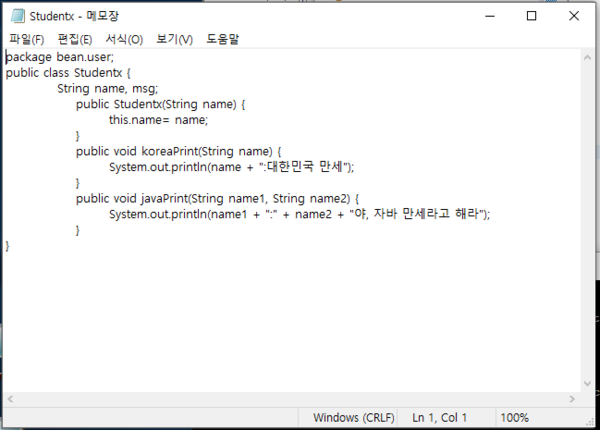 Studentx - 메모장
파일(F) 편집(E) 서식(O) 보기(V) 도움말
package bean.user;
public class Studentx {
String name, msg;
public Studentx(String name) {
this.name= name;
}
public void koreaPrint(String name) {
System.out.println(name + ":대한민국 만세");
}
public void javaPrint(String name1, String name2) {
System.out.println(name1 + ":" + name2 + "야, 자바 만세라고 해라");
}
}
Windows (CRLF) Ln 1, Col 1 100%